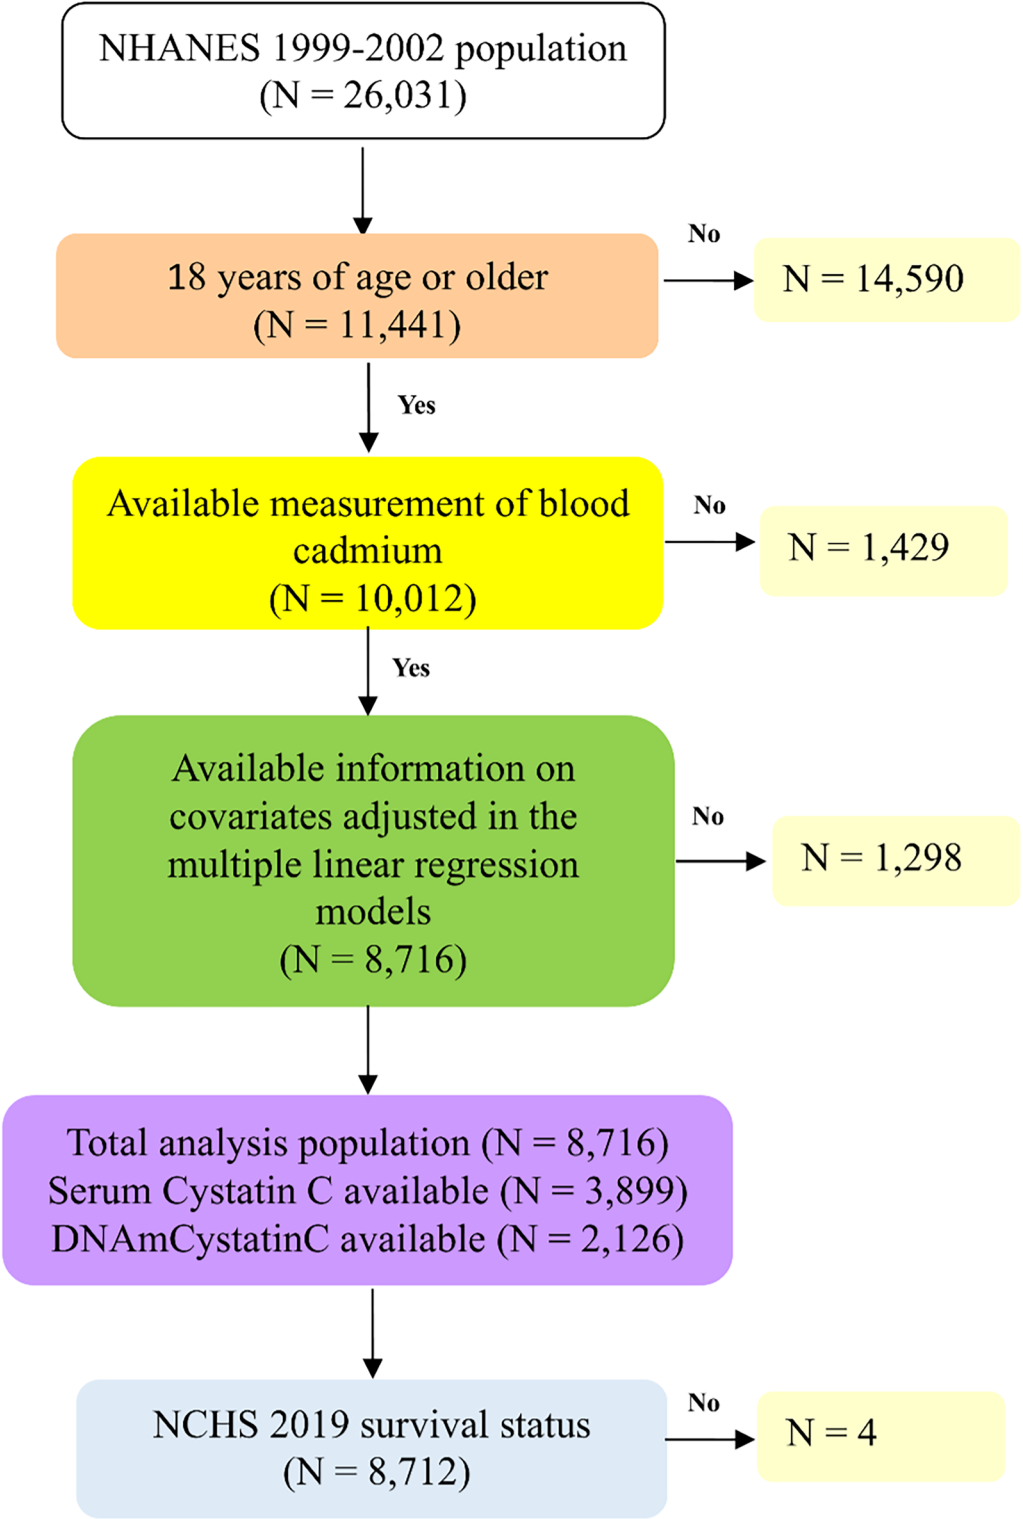 NHANES 1999-2002 population
(N = 26,031)
No
18 years of age or older
(N = 11,441)
N = 14,590
Yes
No
Available measurement of blood
cadmium
(N = 10,012)
N = 1,429
Yes
No
Available information on
covariates adjusted in the
multiple linear regression
models
(N = 8,716)
N = 1,298
Total analysis population (N = 8,716)
Serum Cystatin C available (N = 3,899)
DNAmCystatinC available (N = 2,126)
No
NCHS 2019 survival status
(N = 8,712)
N = 4